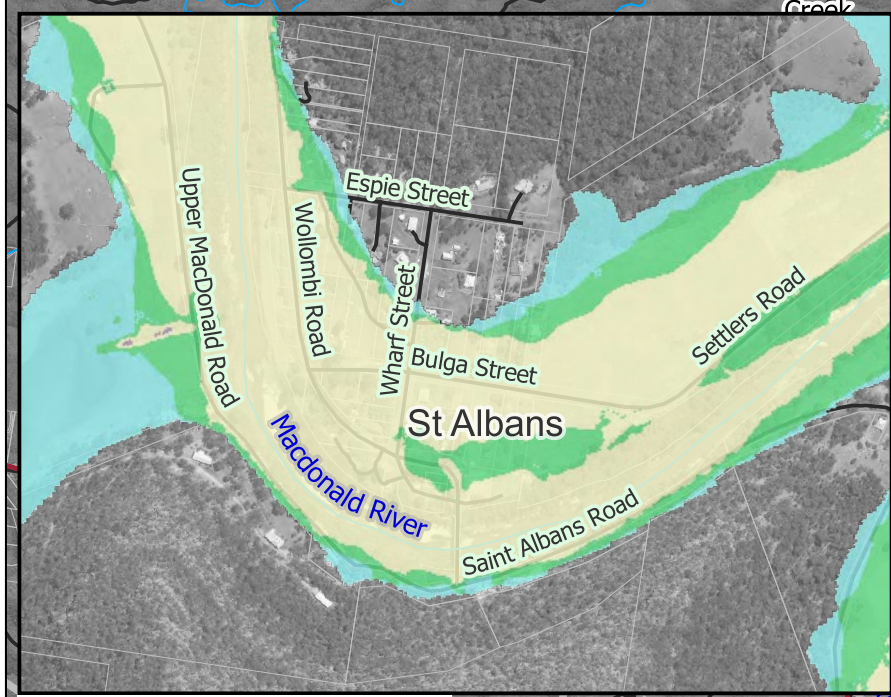 Creek
Espie Street
Upper MacDonald Road
Wollombi Road
Wharf Street
Settlers Road
Bulga Street
St Albans
Macdonald River
Saint Albans Road